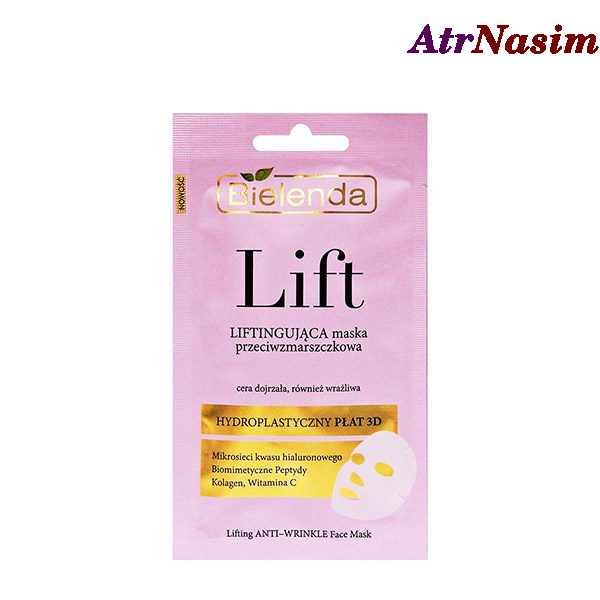 AtrNasim
NOWOŚĆ
Bielenda
Lift
LIFTINGUJĄCA maska
przeciwzmarszczkowa
cera dojrzała, również wrażliwa
HYDROPLASTYCZNY PŁAT 3D
Mikrosieci kwasu hialuronowego
Biomimetyczne Peptydy
Kolagen, Witamina C
Lifting ANTI-WRINKLE Face Mask